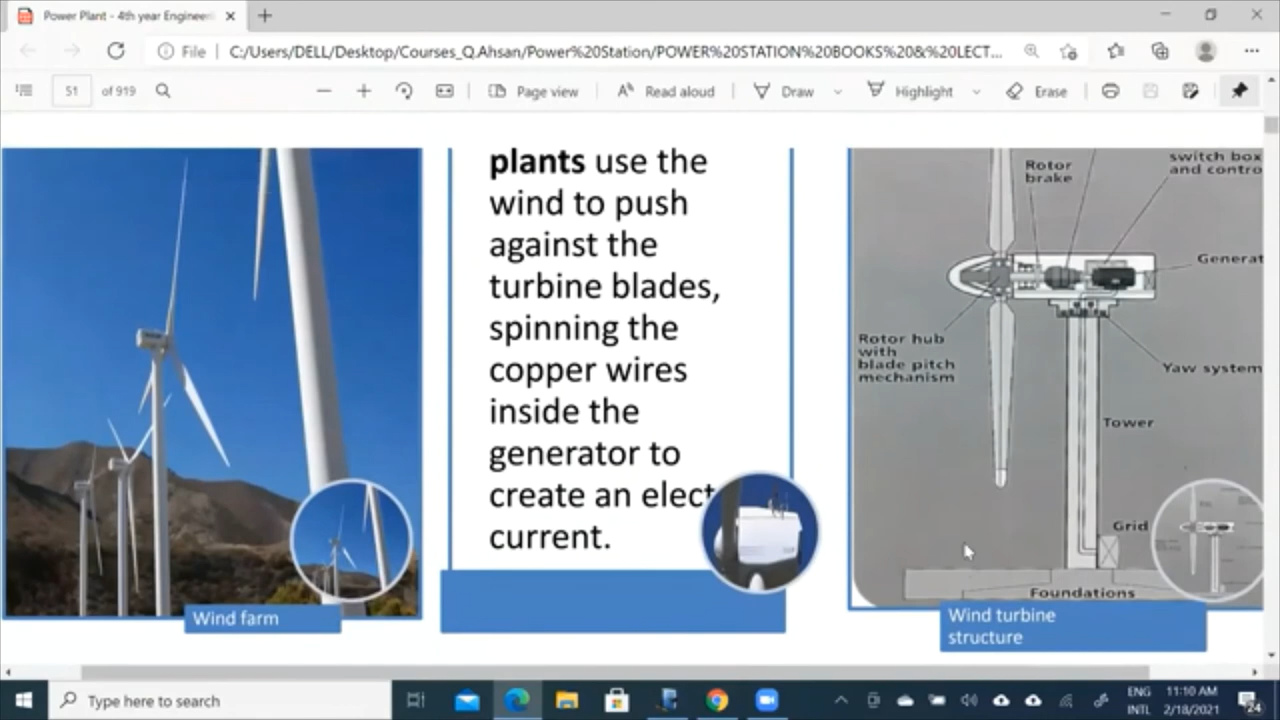 Power Plant - 4th year Engineeri
File
C:/Users/DELL/Desktop/Courses_Q.Ahsan/Power%20Station/POWER%20STATION%20BOOKS%20&%20LECT...
51 of 919
Page view
Read aloud
Draw
Highlight
Erase
plants use the
wind to push
against the
turbine blades,
spinning the
copper wires
inside the
generator to
create an elect
current.
Wind farm
Rotor
brake
switch box
and contro
Generat
Rotor hub
with
blade pitch
mechanism
Yaw system
Tower
Grid
Foundations
Wind turbine
structure
Type here to search
ENG
INTL
11:10 AM
2/18/2021
24